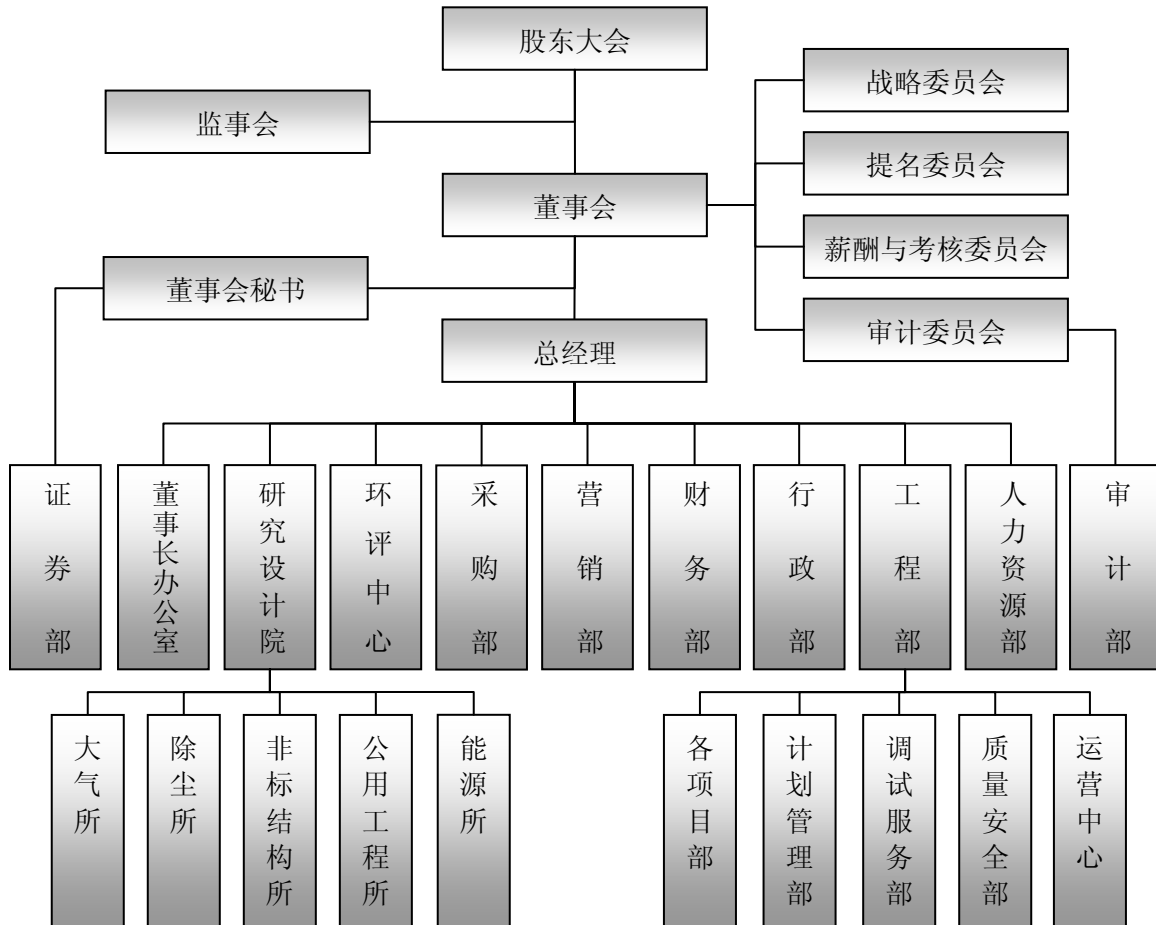 股东大会
战略委员会
监事会
提名委员会
董事会
薪酬与考核委员会
董事会秘书
审计委员会
总经理
证券部
董事长办公室
研究设计院
环评中心
采购部
营销部
财务部
行政部
工程部
人力资源部
审计部
大气所
除尘所
非标结构所
公用工程所
能源所
各项目部
计划管理部
调试服务部
质量安全部
运营中心